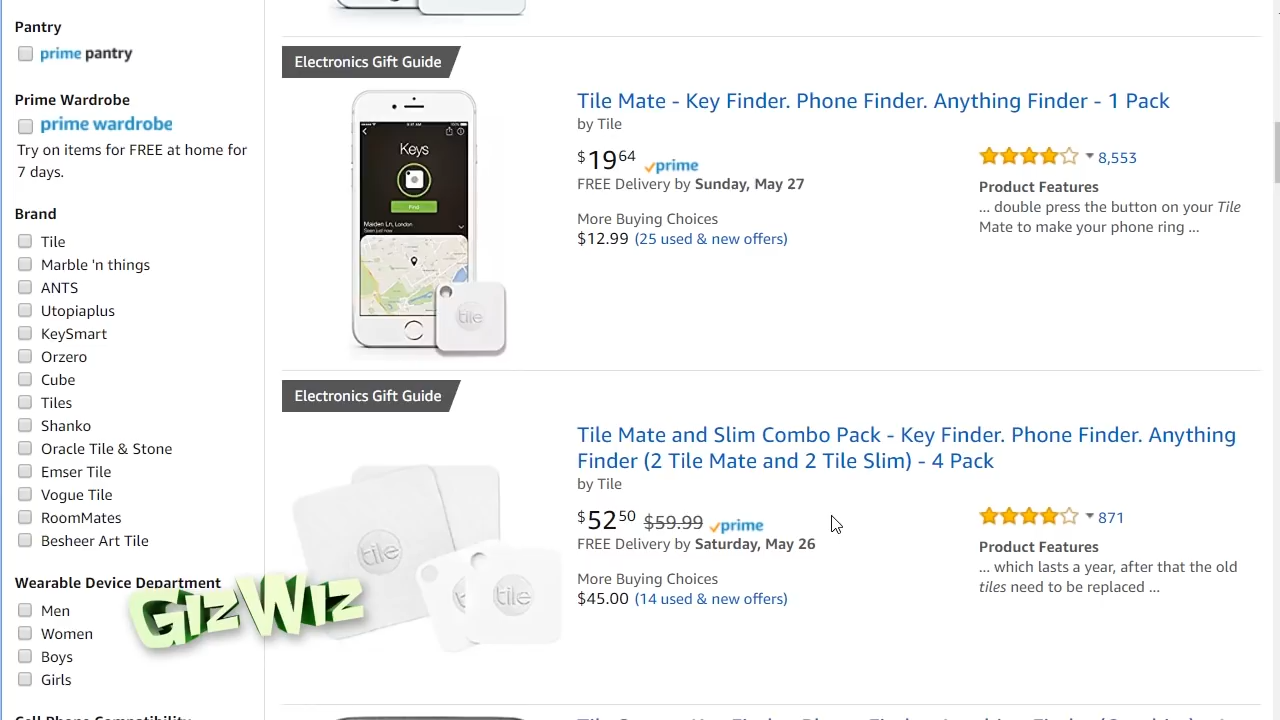 Pantry
prime pantry
Prime Wardrobe
prime wardrobe
Try on items for FREE at home for
7 days.
Brand
Tile
Marble 'n things
ANTS
Utopiaplus
KeySmart
Orzero
Cube
Tiles
Shanko
Oracle Tile & Stone
Emser Tile
Vogue Tile
RoomMates
Besheer Art Tile
Wearable Device Department
Men
Women
Boys
Girls
GizWiz
Electronics Gift Guide
Keys
Find
Maiden Ln, London
tile
Tile Mate - Key Finder. Phone Finder. Anything Finder - 1 Pack
by Tile
$19 64 prime
FREE Delivery by Sunday, May 27
More Buying Choices
$12.99 (25 used & new offers)
8,553
Product Features
... double press the button on your Tile
Mate to make your phone ring ...
Electronics Gift Guide
tile
tile
Tile Mate and Slim Combo Pack - Key Finder. Phone Finder. Anything
Finder (2 Tile Mate and 2 Tile Slim) - 4 Pack
by Tile
$52 50 $59.99 prime
FREE Delivery by Saturday, May 26
More Buying Choices
$45.00 (14 used & new offers)
871
Product Features
... which lasts a year, after that the old
tiles need to be replaced ...